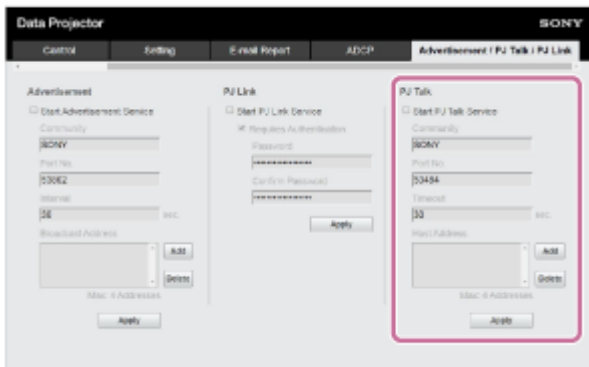 Data Projector
SONY
Control
Setting
E-mail Report
ADCP
Advertisement / PJ Talk / PJ Link
Advertisement
Start Advertisement Service
Community
SONY
Port No.
53862
Interval
30
sec.
Broadcast Address
Add
Delete
Max: 4 Addresses
Apply
PJ Link
Start PJ Link Service
Requires Authentication
Password
Confirm Password
Apply
PJ Talk
Start PJ Talk Service
Community
SONY
Port No.
53484
Timeout
30
sec.
Host Address
Add
Delete
Max: 4 Addresses
Apply